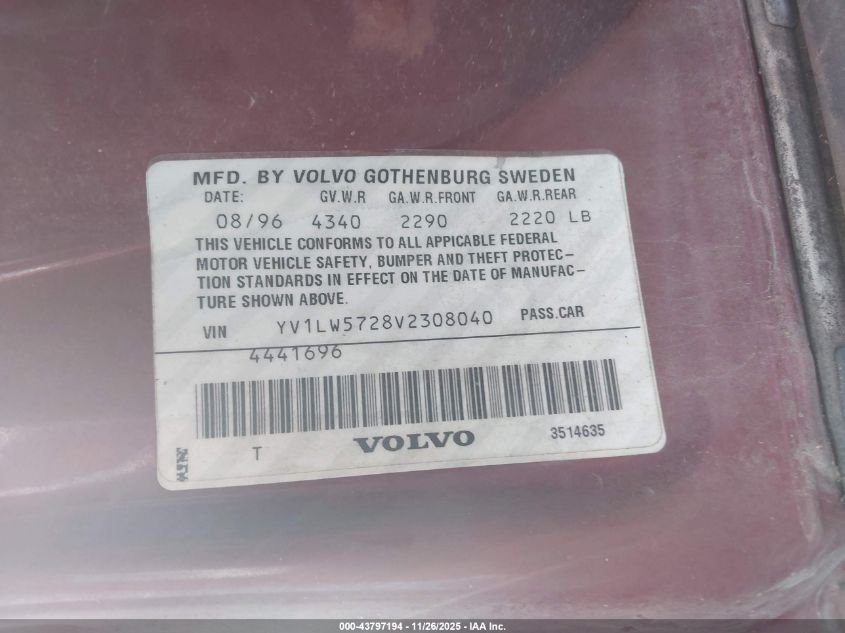 MFD. BY VOLVO GOTHENBURG SWEDEN
DATE: GV.W.R GA.W.R.FRONT GA.W.R.REAR
08/96 4340 2290 2220 LB
THIS VEHICLE CONFORMS TO ALL APPICABLE FEDERAL
MOTOR VEHICLE SAFETY, BUMPER AND THEFT PROTEC-
TION STANDARDS IN EFFECT ON THE DATE OF MANUFAC-
TURE SHOWN ABOVE.
VIN YV1LW5728V2308040 PASS.CAR
4441696
T VOLVO 3514635
000-43797194 - 11/26/2025 - IAA Inc.